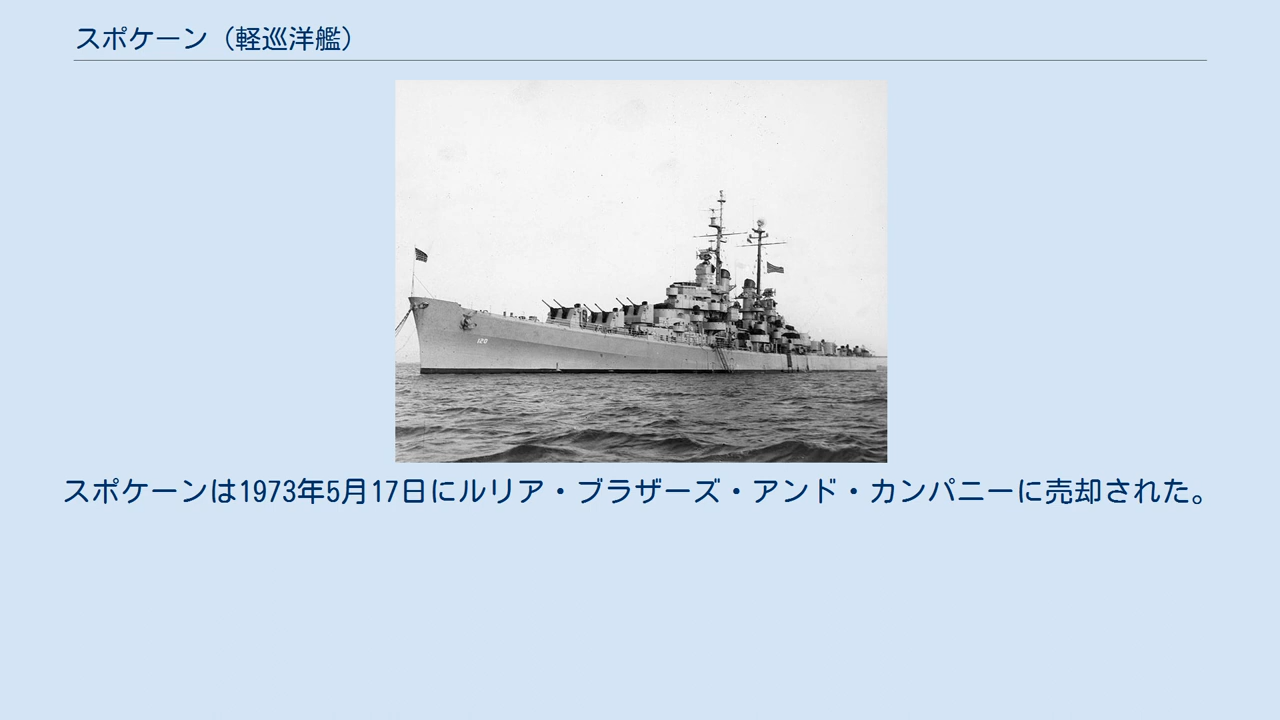 スポケーン（軽巡洋艦）
120
スポケーンは1973年5月17日にルリア・ブラザーズ・アンド・カンパニーに売却された。